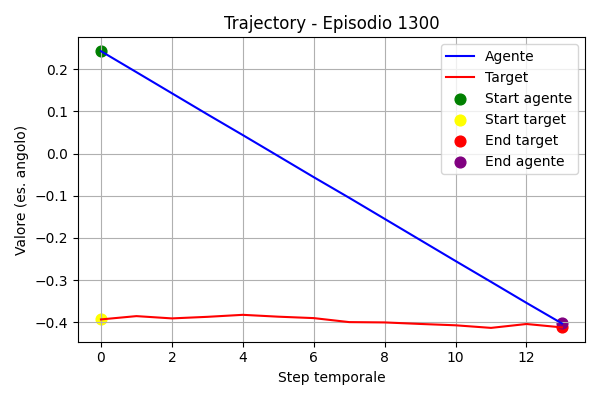 Trajectory - Episodio 1300
Valore (es. angolo)
0.2
0.1
0.0
−0.1
−0.2
−0.3
−0.4
0 2 4 6 8 10 12
Step temporale
Agente
Target
Start agente
Start target
End target
End agente